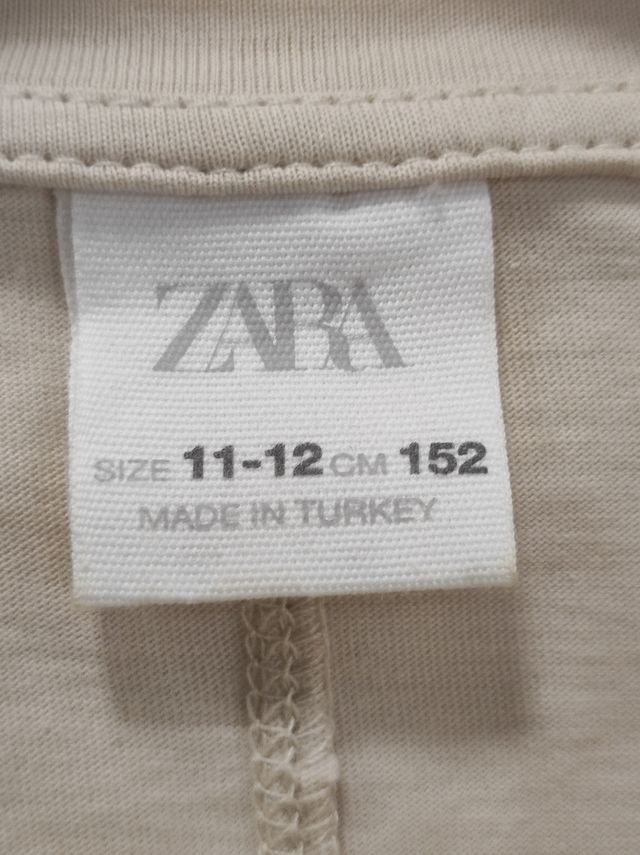 ZARA
SIZE 11-12 CM 152
MADE IN TURKEY